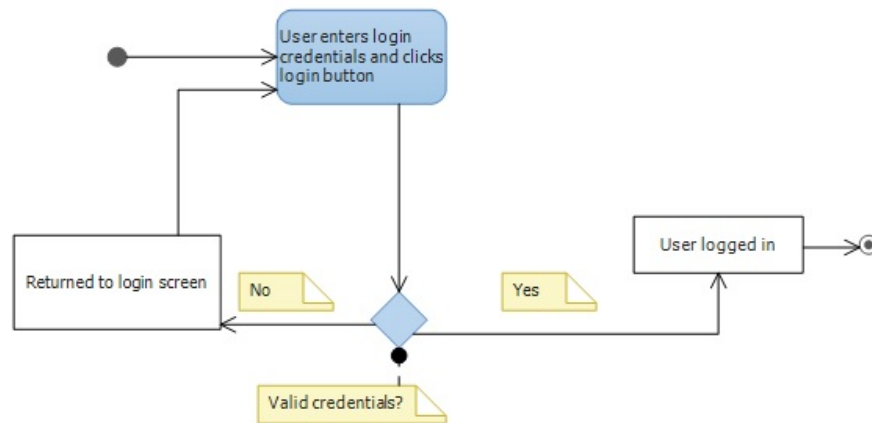 User enters login
credentials and clicks
login button
Returned to login screen
No
Yes
User logged in
Valid credentials?